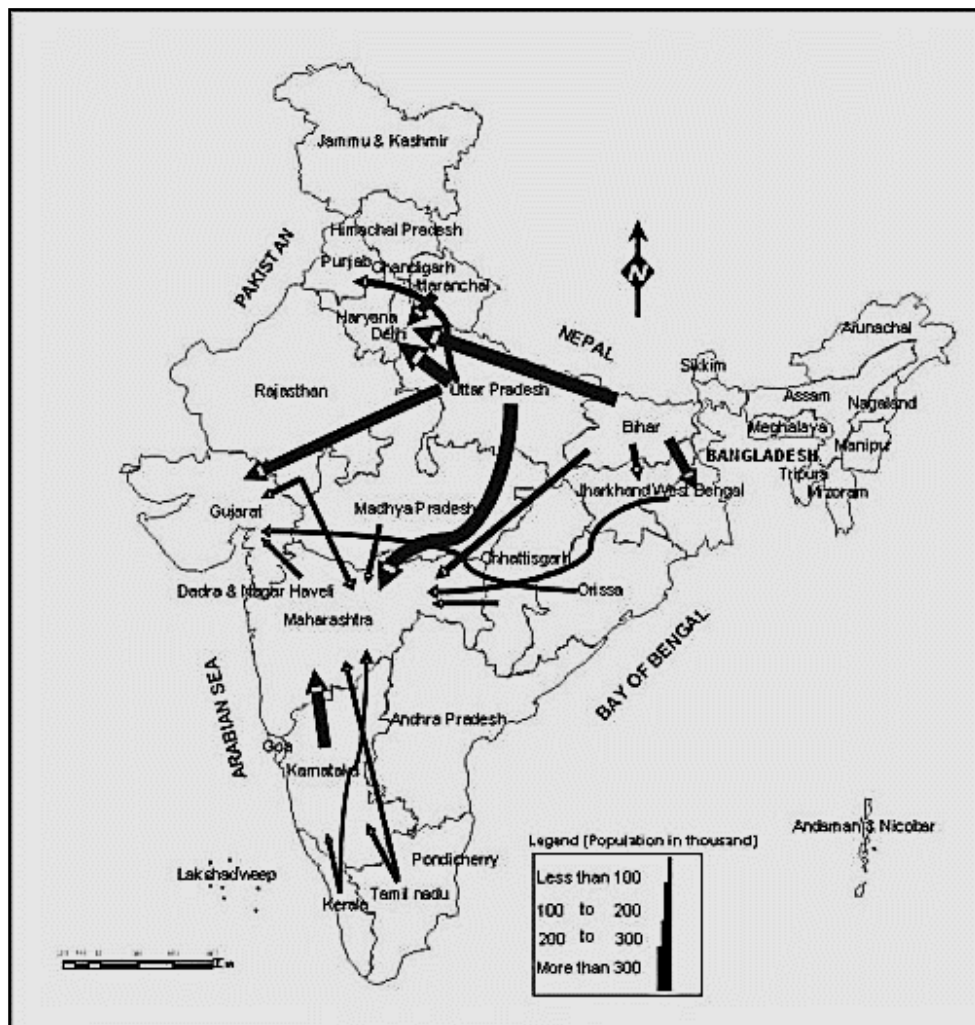 Jammu & Kashmir
Himachal Pradesh
Punjab
Chandigarh
Uttaranchal
PAKISTAN
N
Haryana
Delhi
NEPAL
Arunachal
Sikkim
Rajasthan
Uttar Pradesh
Assam
Nagaland
Bihar
Meghalaya
BANGLADESH
Manipur
Tripura
Mizoram
Gujarat
Madhya Pradesh
Jharkhand
West Bengal
Chhattisgarh
Dadra & Nagar Haveli
Orissa
Maharashtra
BAY OF BENGAL
ARABIAN SEA
Andhra Pradesh
Goa
Karnataka
Andaman & Nicobar
Legend (Population in thousand)
Pondicherry
Lakshadweep
Tamil nadu
Kerala
Less than 100
100 to 200
200 to 300
More than 300